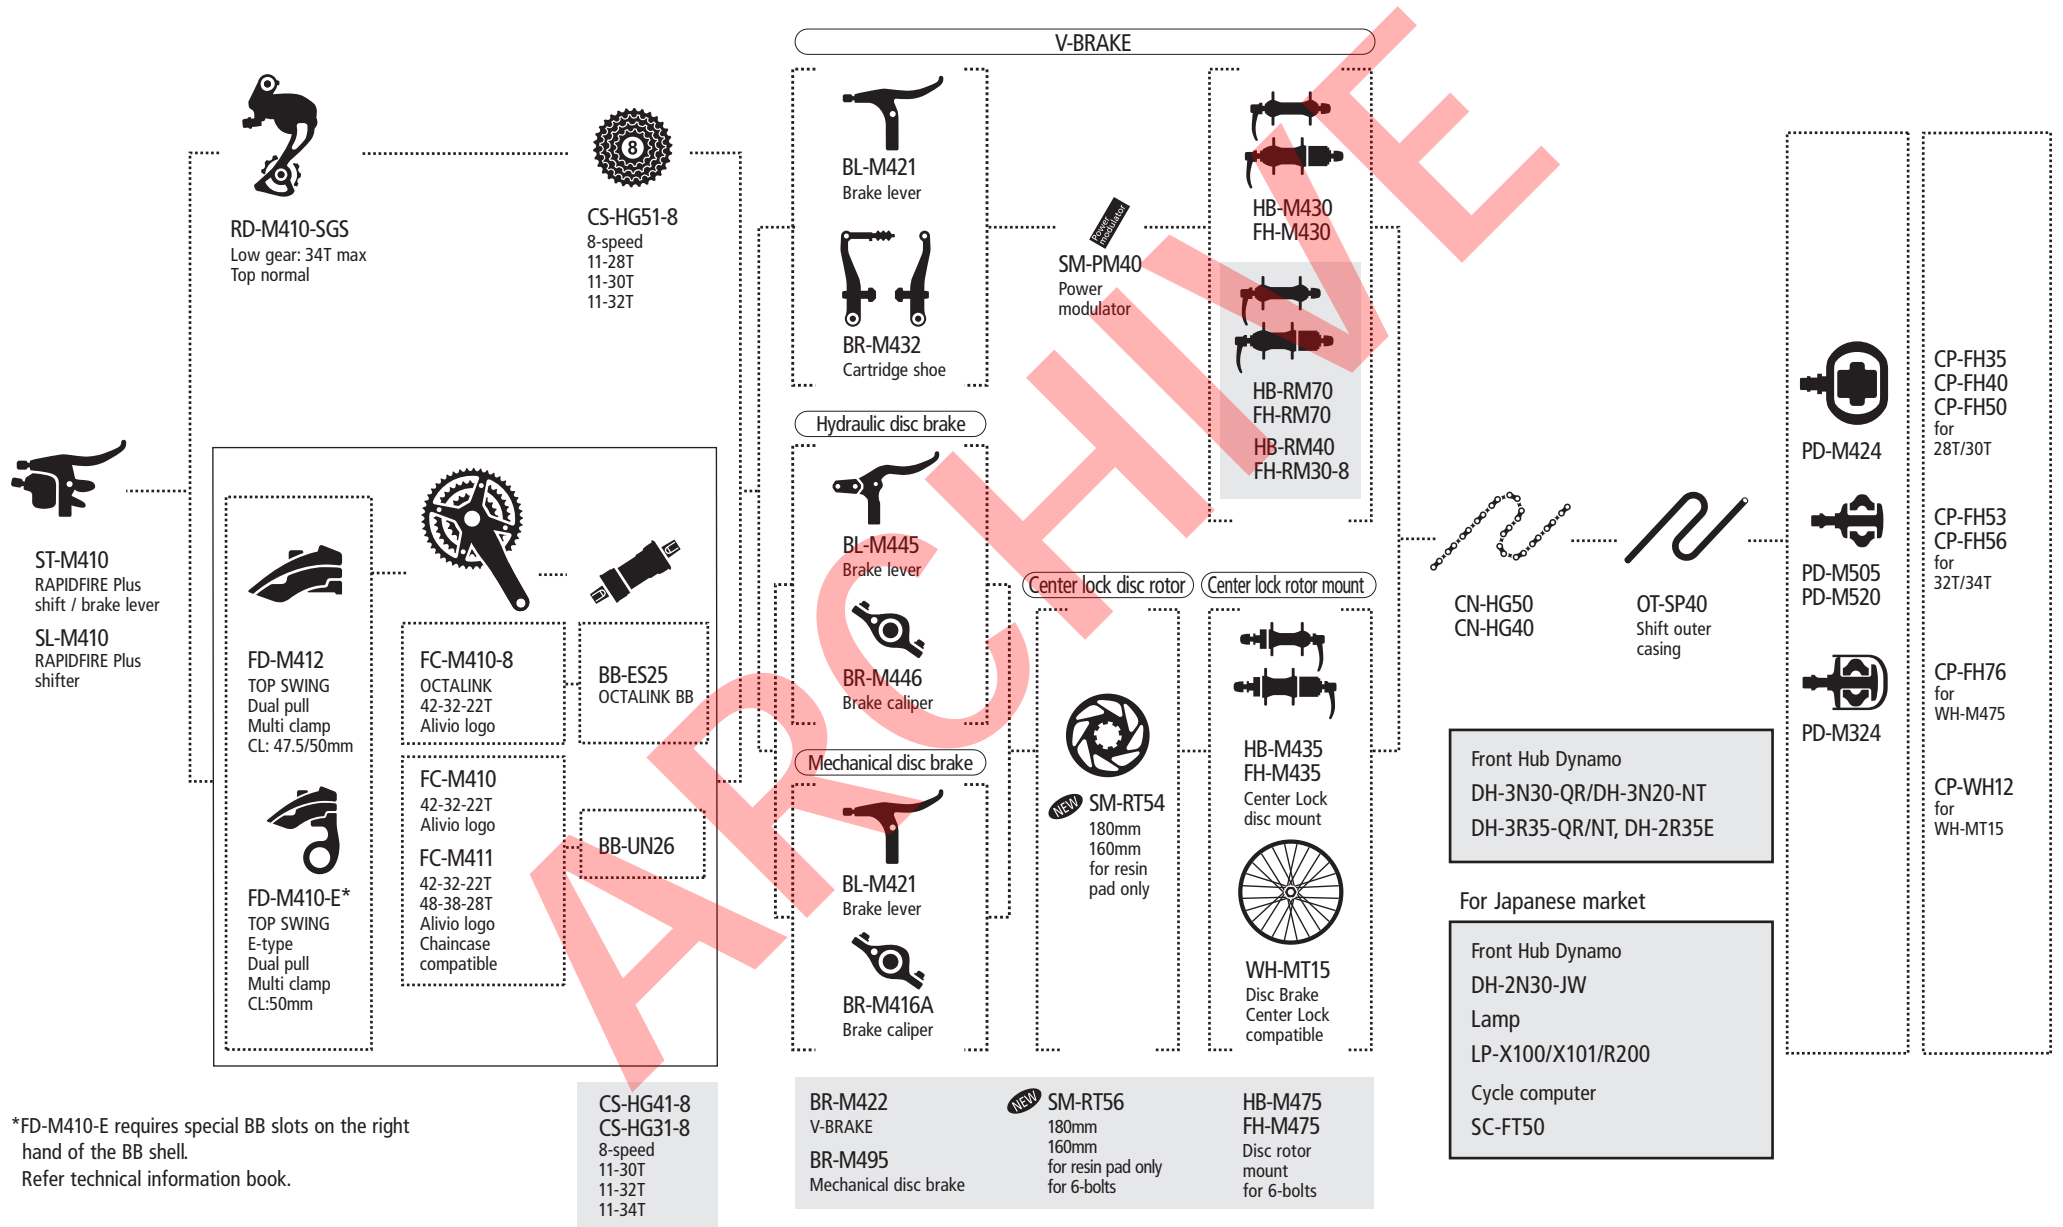 V-BRAKE
8
RD-M410-SGS
Low gear: 34T max
Top normal
CS-HG51-8
8-speed
11-28T
11-30T
11-32T
BL-M421
Brake lever
BR-M432
Cartridge shoe
Power
modulator
SM-PM40
Power
modulator
HB-M430
FH-M430
HB-RM70
FH-RM70
HB-RM40
FH-RM30-8
ST-M410
RAPIDFIRE Plus
shift / brake lever
SL-M410
RAPIDFIRE Plus
shifter
FD-M412
TOP SWING
Dual pull
Multi clamp
CL: 47.5/50mm
FD-M410-E*
TOP SWING
E-type
Dual pull
Multi clamp
CL:50mm
FC-M410-8
OCTALINK
42-32-22T
Alivio logo
FC-M410
42-32-22T
Alivio logo
FC-M411
42-32-22T
48-38-28T
Alivio logo
Chaincase
compatible
BB-ES25
OCTALINK BB
BB-UN26
Hydraulic disc brake
BL-M445
Brake lever
BR-M446
Brake caliper
Mechanical disc brake
BL-M421
Brake lever
BR-M416A
Brake caliper
Center lock disc rotor
NEW SM-RT54
180mm
160mm
for resin
pad only
Center lock rotor mount
HB-M435
FH-M435
Center Lock
disc mount
WH-MT15
Disc Brake
Center Lock
compatible
CN-HG50
CN-HG40
OT-SP40
Shift outer
casing
PD-M424
PD-M505
PD-M520
PD-M324
CP-FH35
CP-FH40
CP-FH50
for
28T/30T
CP-FH53
CP-FH56
for
32T/34T
CP-FH76
for
WH-M475
CP-WH12
for
WH-MT15
Front Hub Dynamo
DH-3N30-QR/DH-3N20-NT
DH-3R35-QR/NT, DH-2R35E
For Japanese market
Front Hub Dynamo
DH-2N30-JW
Lamp
LP-X100/X101/R200
Cycle computer
SC-FT50
*FD-M410-E requires special BB slots on the right
hand of the BB shell.
Refer technical information book.
CS-HG41-8
CS-HG31-8
8-speed
11-30T
11-32T
11-34T
BR-M422
V-BRAKE
BR-M495
Mechanical disc brake
NEW SM-RT56
180mm
160mm
for resin pad only
for 6-bolts
HB-M475
FH-M475
Disc rotor
mount
for 6-bolts
ARCHIVE